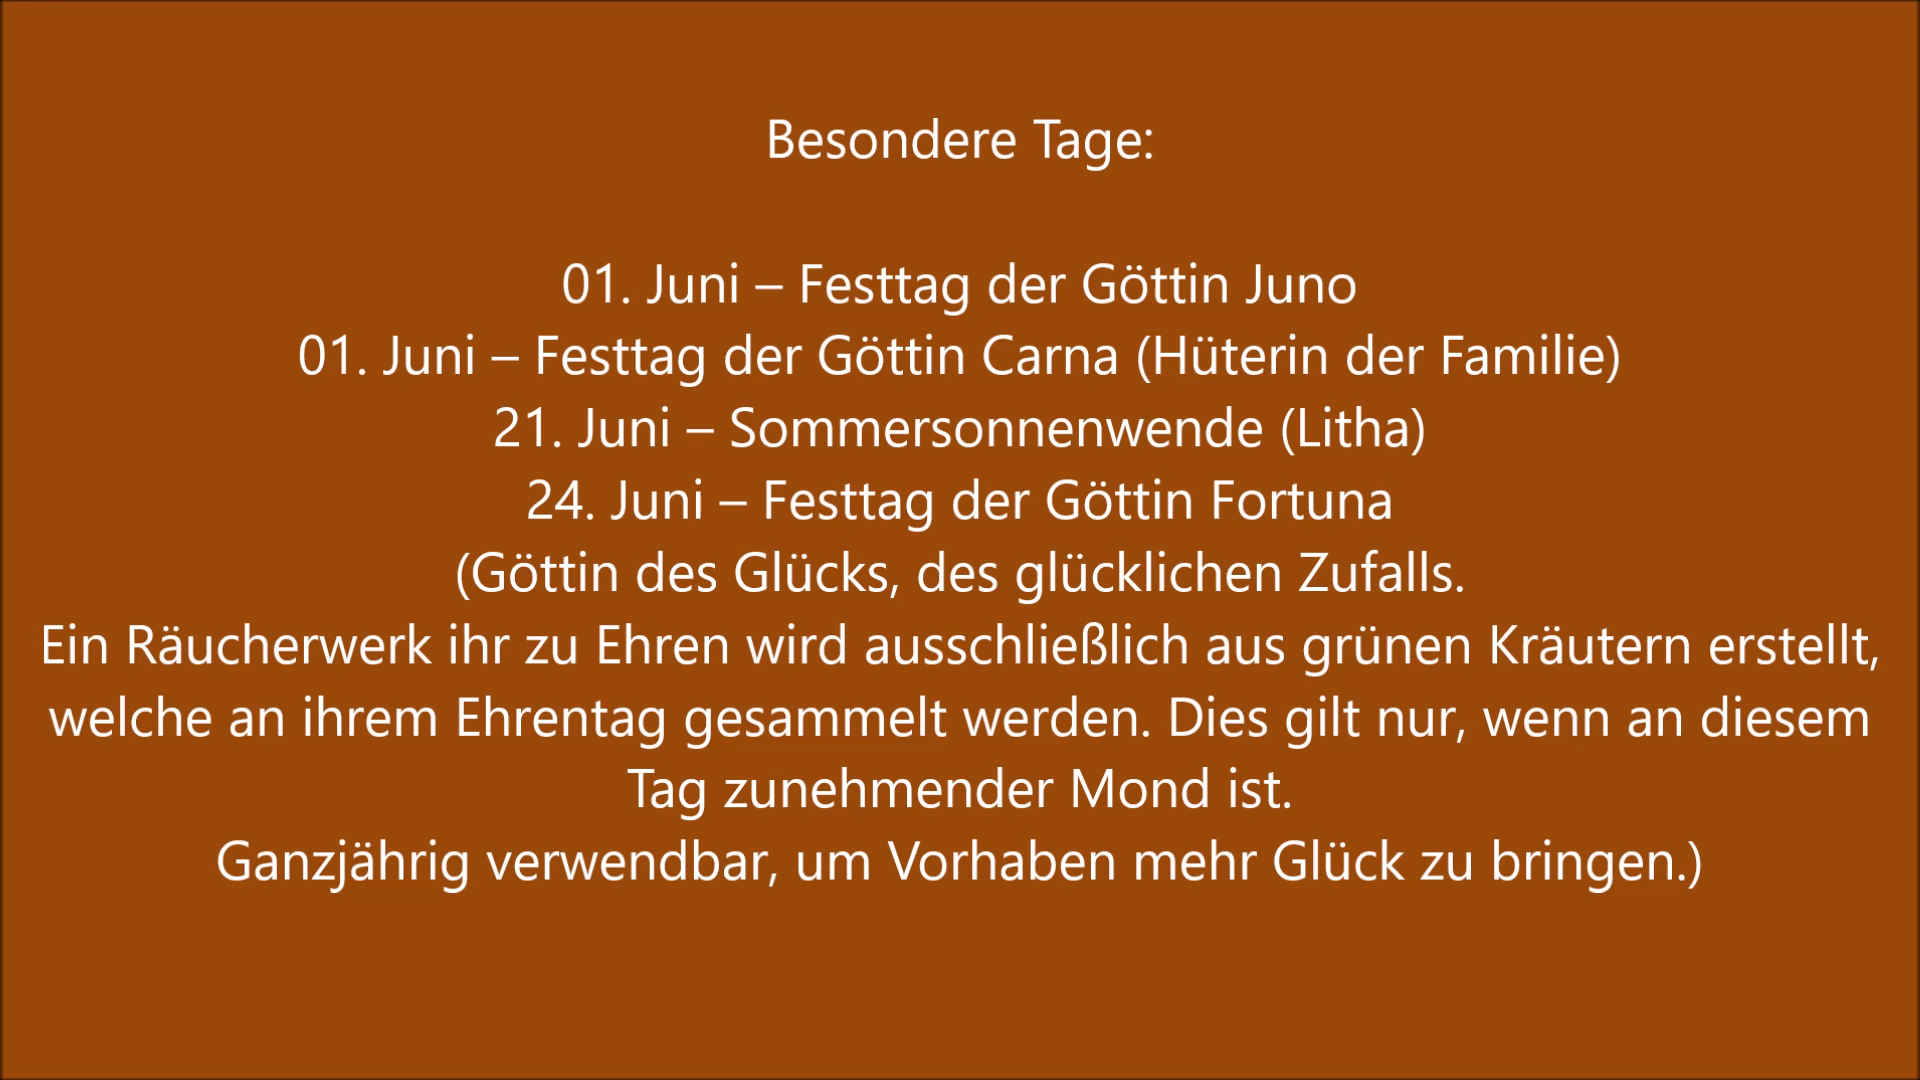 Besondere Tage:
01. Juni – Festtag der Göttin Juno
01. Juni – Festtag der Göttin Carna (Hüterin der Familie)
21. Juni – Sommersonnenwende (Litha)
24. Juni – Festtag der Göttin Fortuna
(Göttin des Glücks, des glücklichen Zufalls.
Ein Räucherwerk ihr zu Ehren wird ausschließlich aus grünen Kräutern erstellt,
welche an ihrem Ehrentag gesammelt werden. Dies gilt nur, wenn an diesem
Tag zunehmender Mond ist.
Ganzjährig verwendbar, um Vorhaben mehr Glück zu bringen.)